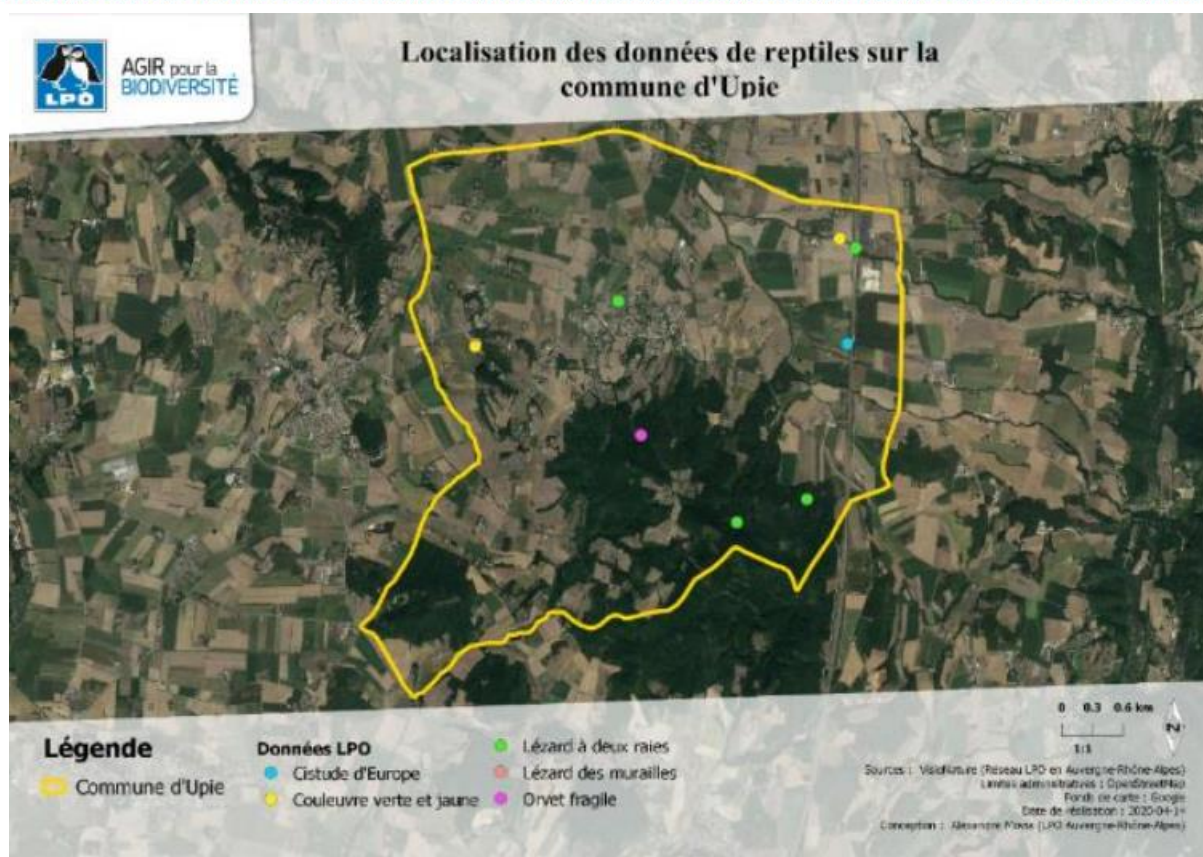 LPO
AGIR pour la
BIODIVERSITÉ
Localisation des données de reptiles sur la
commune d'Upie
Légende
Commune d'Upie
Données LPO
Cistude d'Europe
Couleuvre verte et jaune
Lézard à deux raies
Lézard des murailles
Orvet fragile
0 0.3 0.6 km
1:1
N
Sources : VisioNature (Réseau LPO en Auvergne-Rhône-Alpes)
Limites administratives : OpenStreetMap
Fonds de carte : Google
Date de réalisation : 2020-04-14
Conception : Alexandre (LPO Auvergne-Rhône-Alpes)